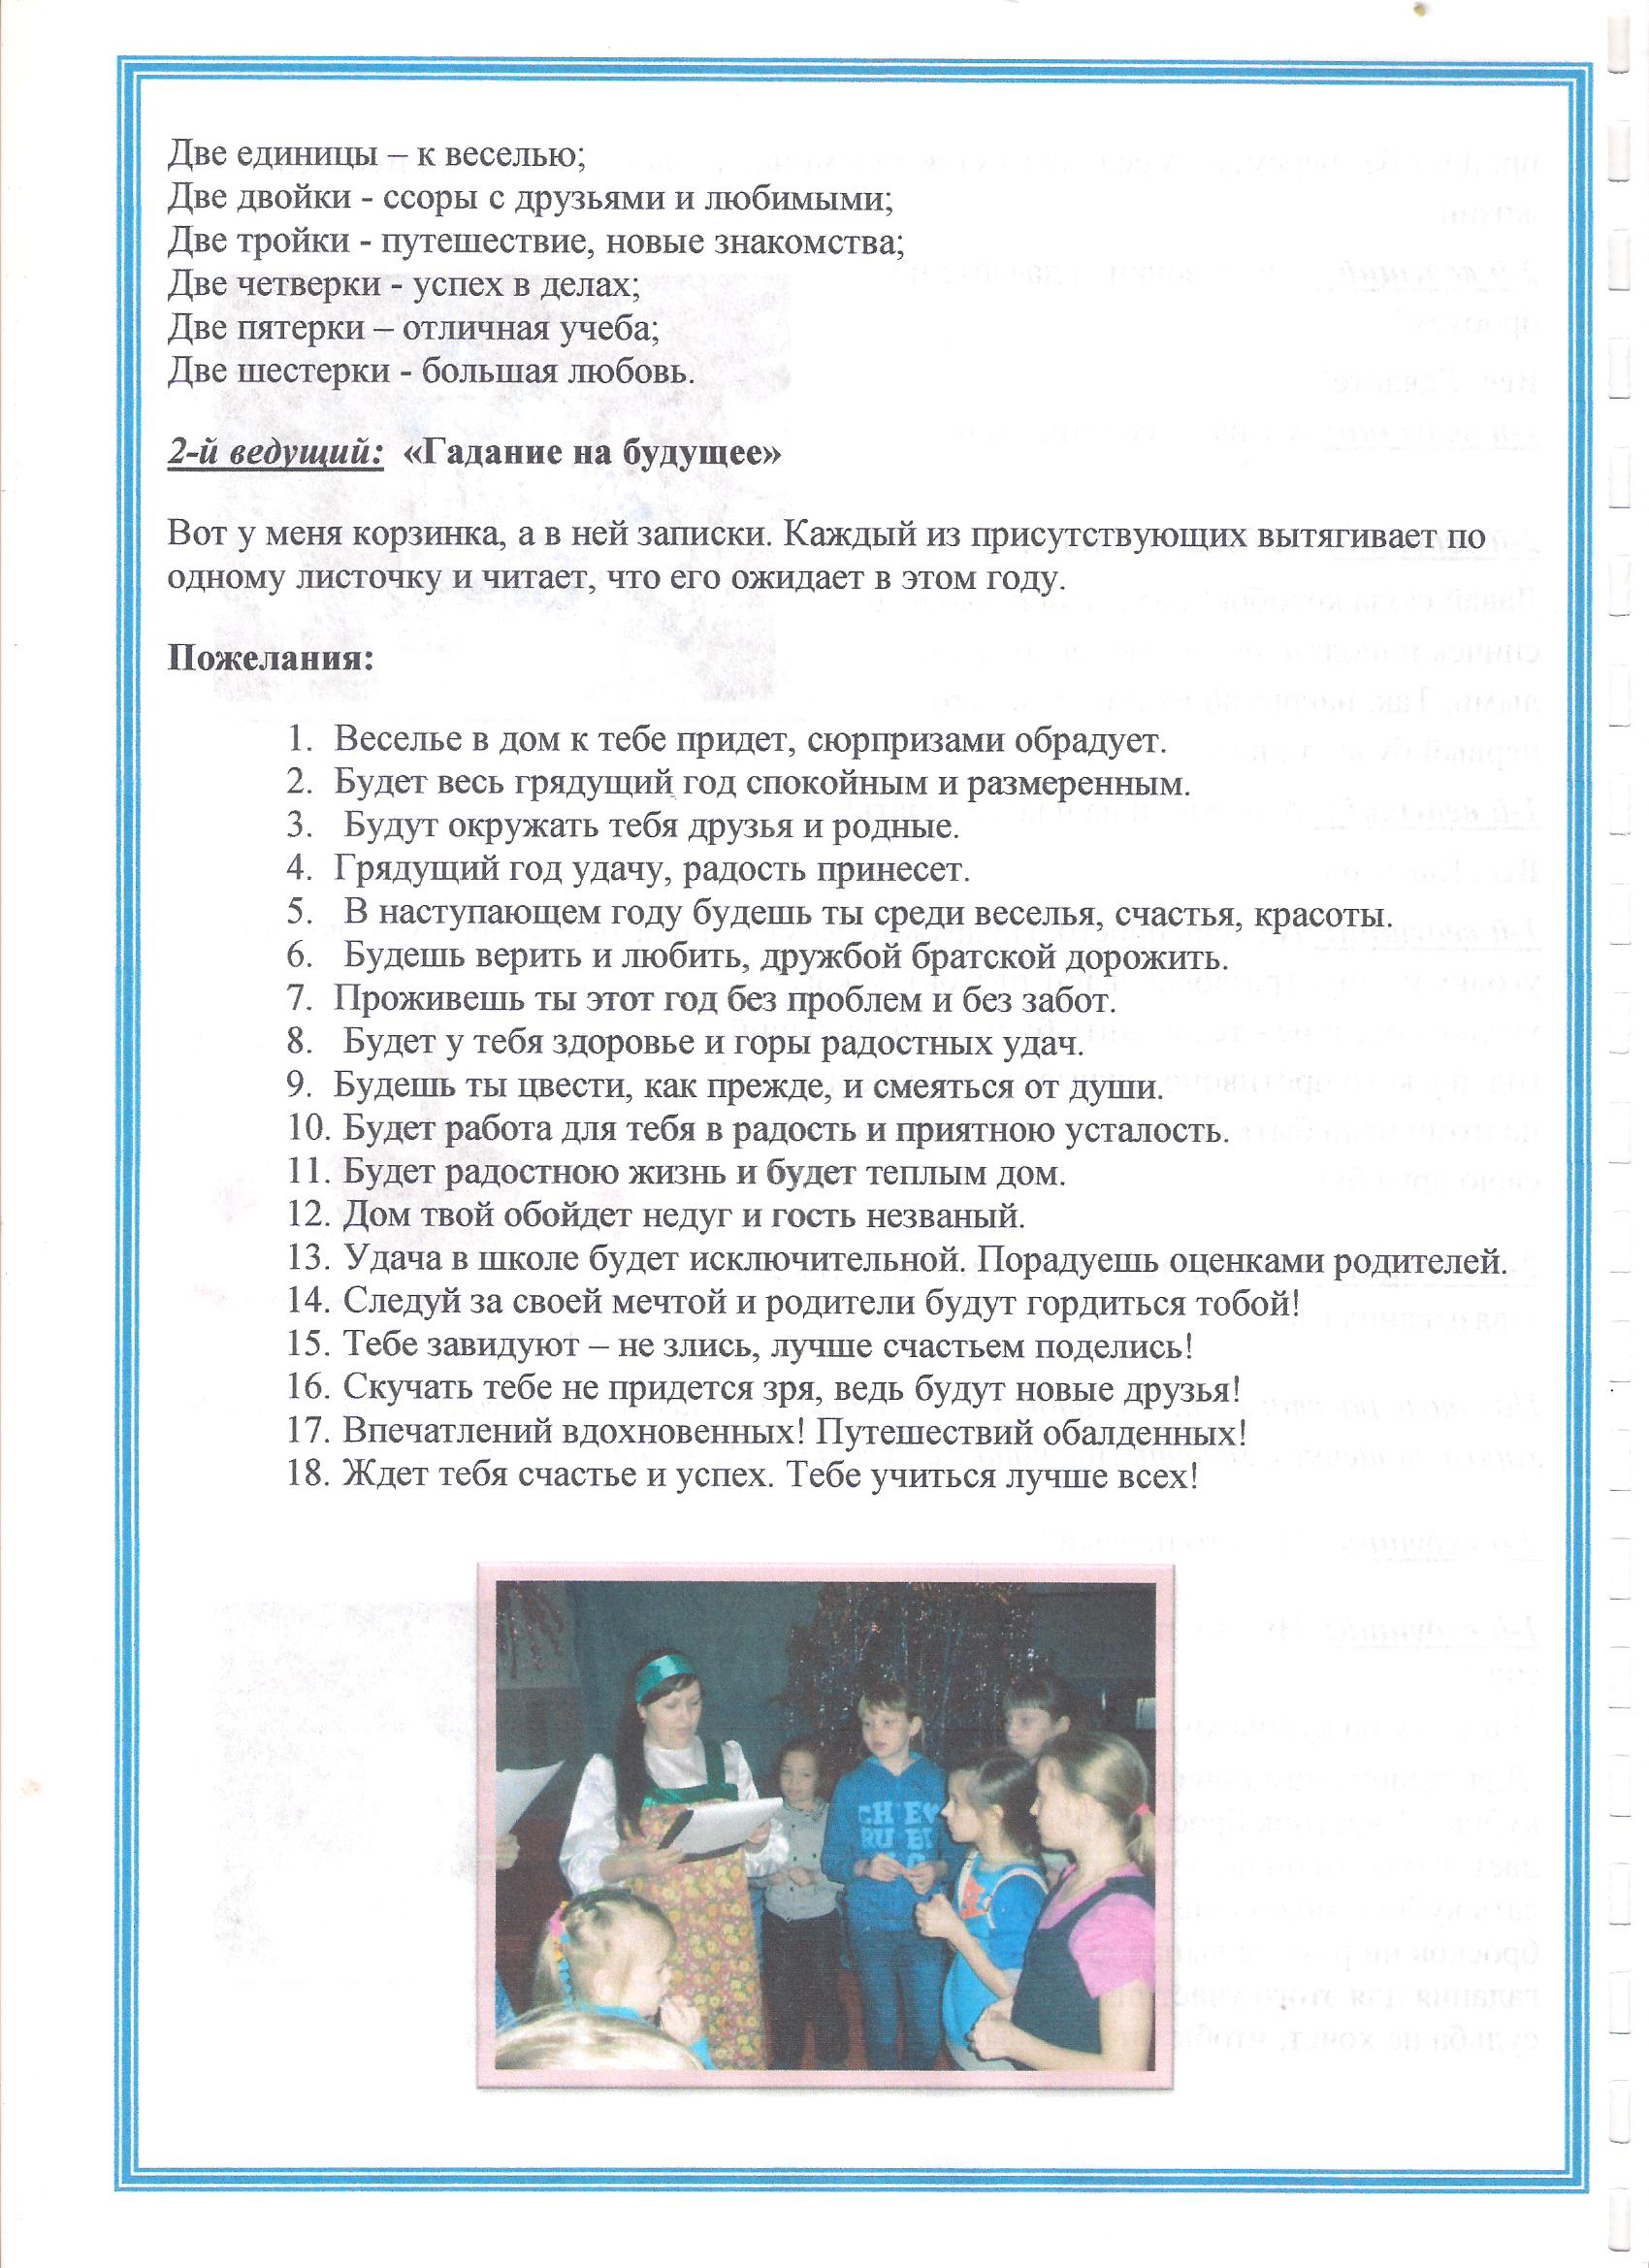 Две единицы – к веселью;
Две двойки - ссоры с друзьями и любимыми;
Две тройки - путешествие, новые знакомства;
Две четверки - успех в делах;
Две пятерки – отличная учеба;
Две шестерки - большая любовь.
2-й ведущий: «Гадание на будущее»
Вот у меня корзинка, а в ней записки. Каждый из присутствующих вытягивает по
одному листочку и читает, что его ожидает в этом году.
Пожелания:
1. Веселье в дом к тебе придет, сюрпризами обрадует.
2. Будет весь грядущий год спокойным и размеренным.
3. Будут окружать тебя друзья и родные.
4. Грядущий год удачу, радость принесет.
5. В наступающем году будешь ты среди веселья, счастья, красоты.
6. Будешь верить и любить, дружбой братской дорожить.
7. Проживешь ты этот год без проблем и без забот.
8. Будет у тебя здоровье и горы радостных удач.
9. Будешь ты цвести, как прежде, и смеяться от души.
10. Будет работа для тебя в радость и приятною усталость.
11. Будет радостною жизнь и будет теплым дом.
12. Дом твой обойдет недуг и гость незваный.
13. Удача в школе будет исключительной. Порадуешь оценками родителей.
14. Следуй за своей мечтой и родители будут гордиться тобой!
15. Тебе завидуют – не злись, лучше счастьем поделись!
16. Скучать тебе не придется зря, ведь будут новые друзья!
17. Впечатлений вдохновенных! Путешествий обалденных!
18. Ждет тебя счастье и успех. Тебе учиться лучше всех!